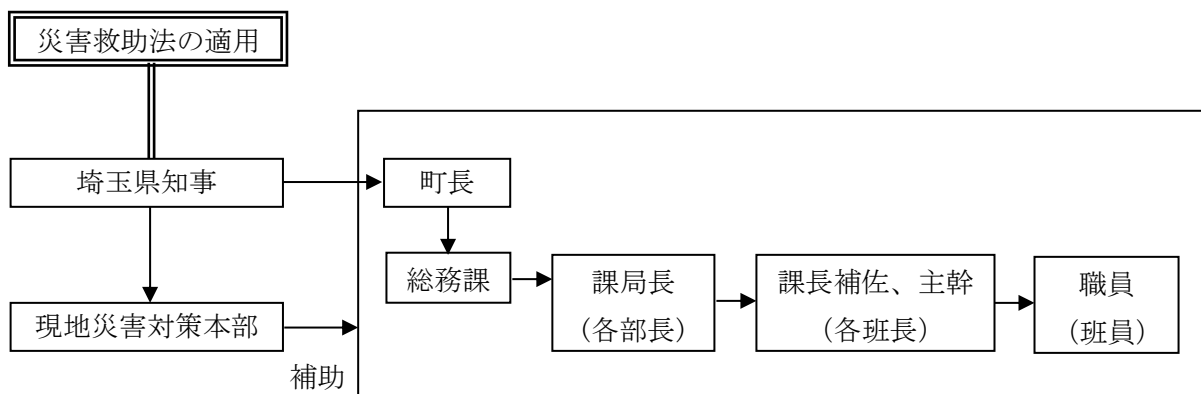 災害救助法の適用
埼玉県知事
町長
総務課
課局長
(各部長)
課長補佐、主幹
(各班長)
職員
(班員)
現地災害対策本部
補助